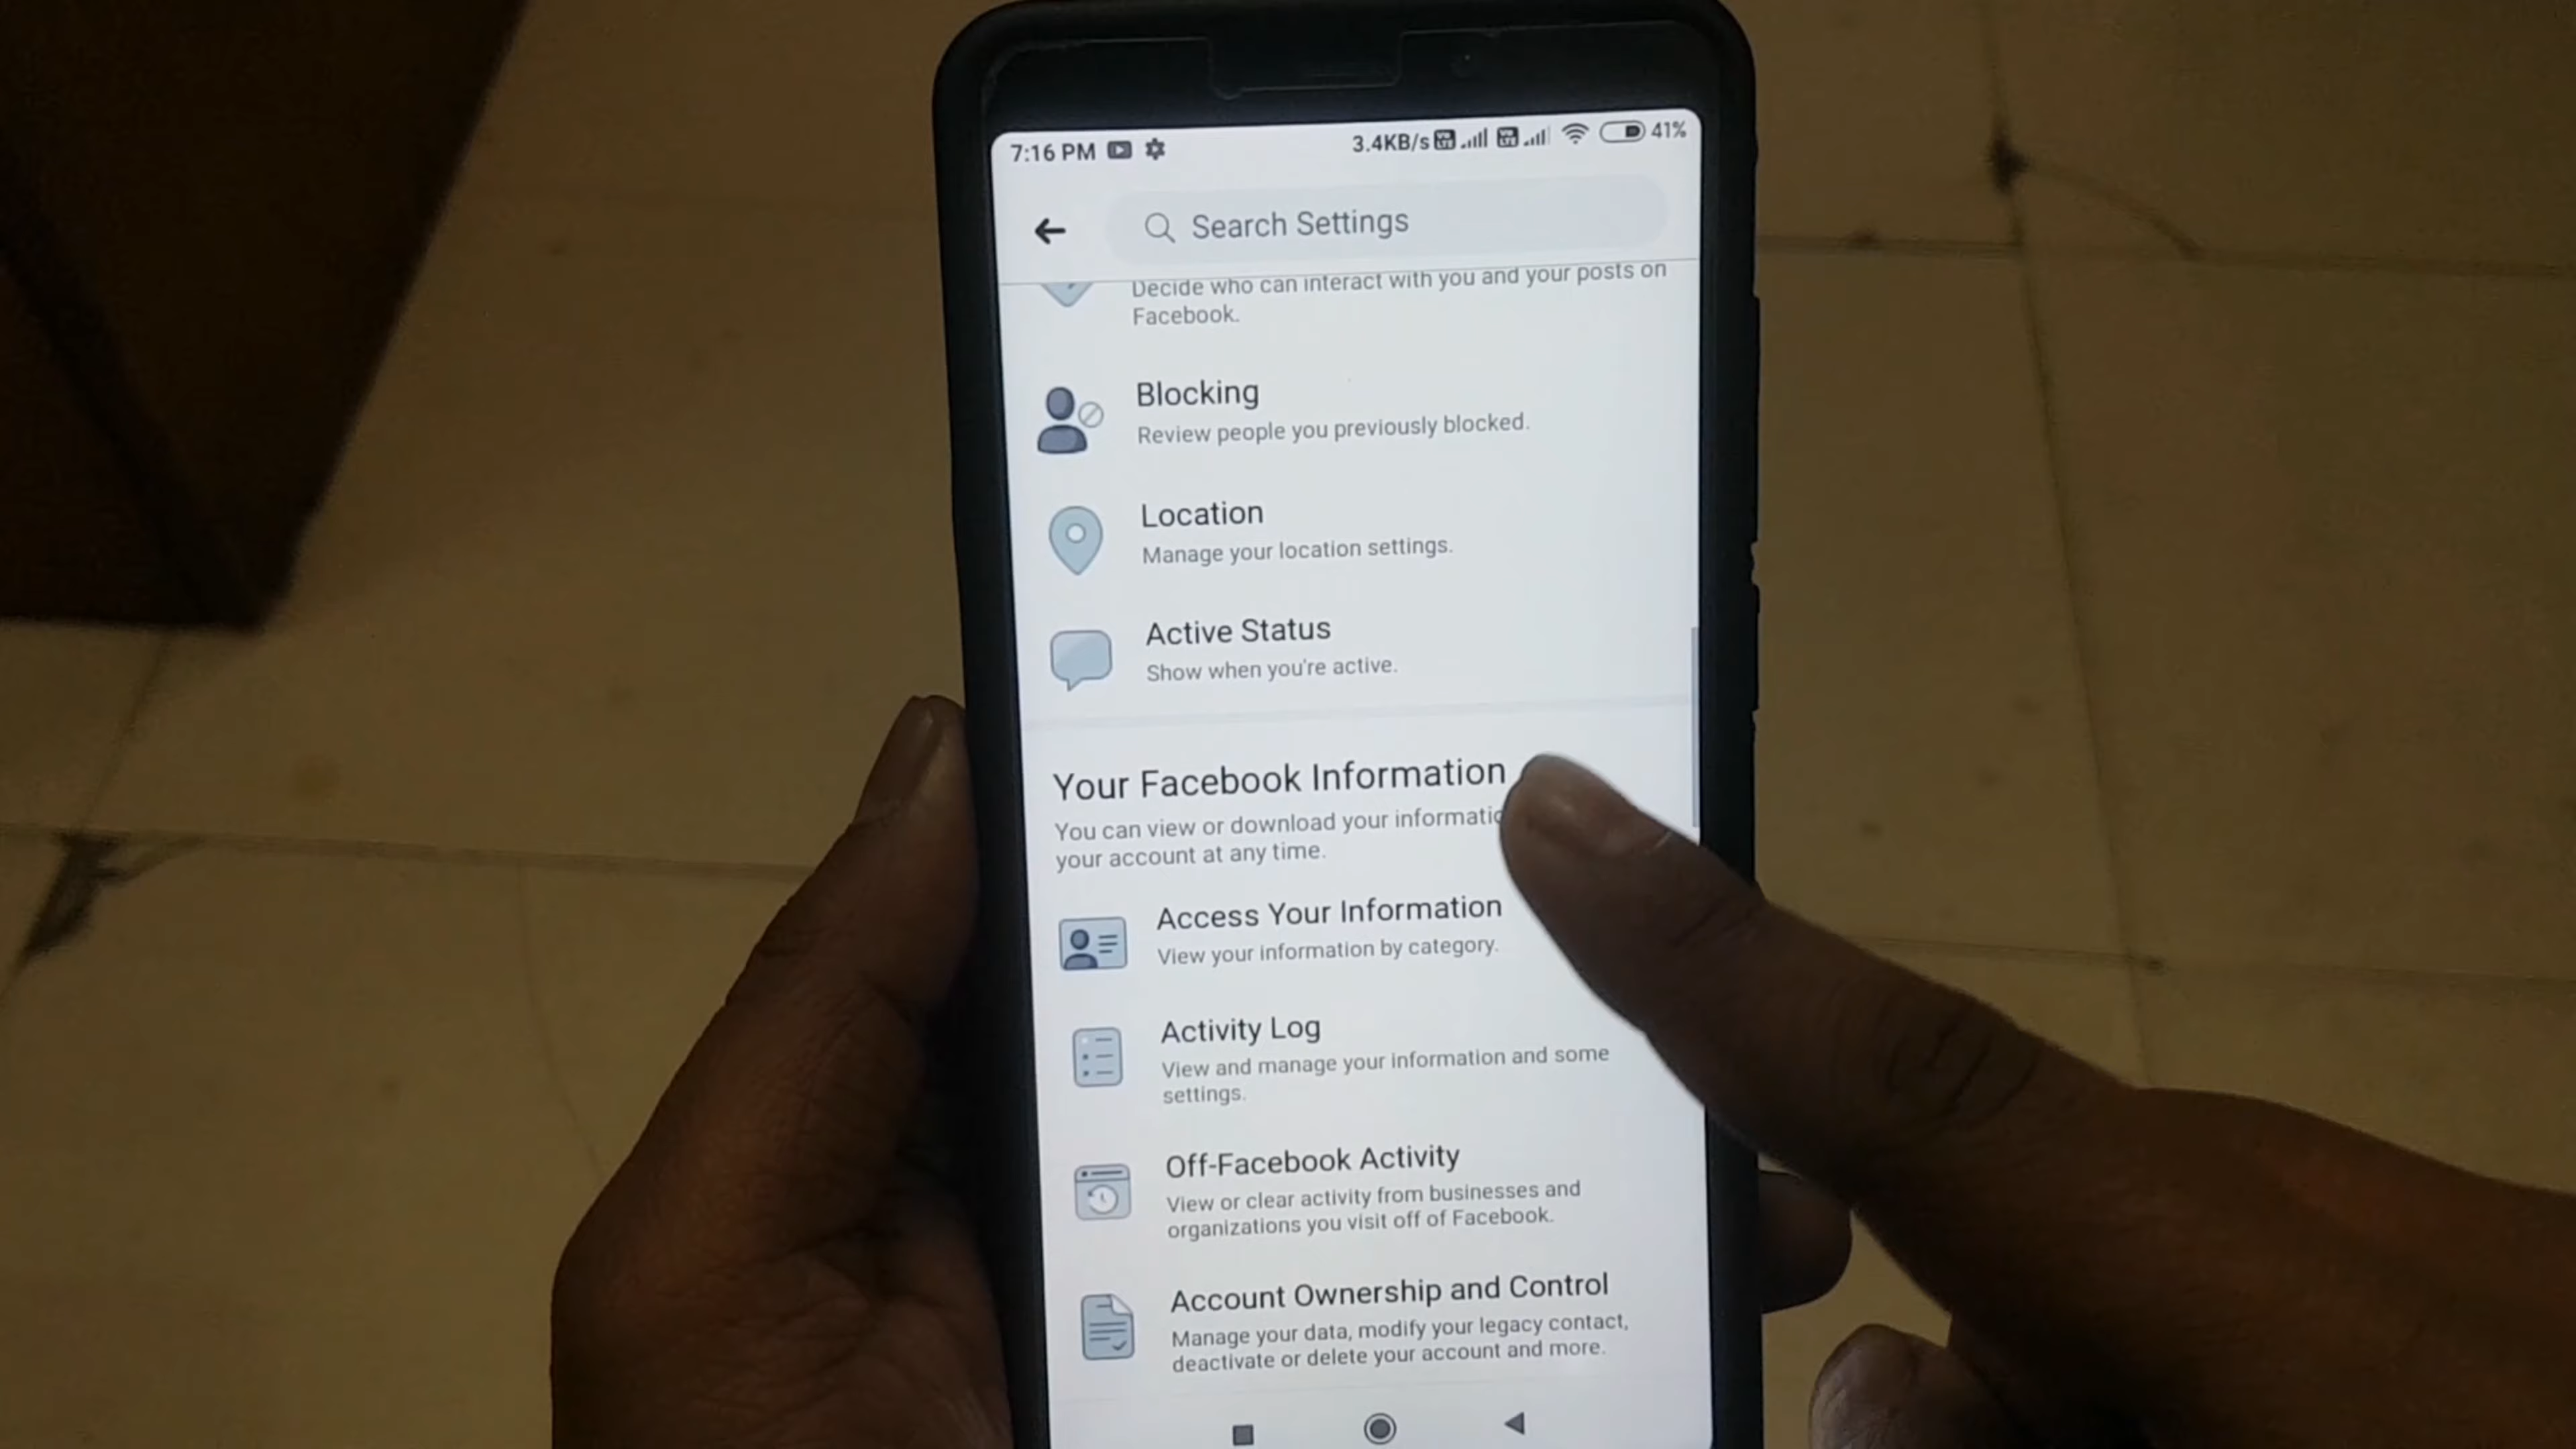 7:16 PM 3.4KB/s 41%
Search Settings
Decide who can interact with you and your posts on
Facebook.
Blocking
Review people you previously blocked.
Location
Manage your location settings.
Active Status
Show when you're active.
Your Facebook Information
You can view or download your
your account at any time.
Access Your Information
View your information by category.
Activity Log
View and manage your information and some
settings.
Off-Facebook Activity
View or clear activity from businesses and
organizations you visit off of Facebook.
Account Ownership and Control
Manage your data, modify your legacy contact,
deactivate or delete your account and more.